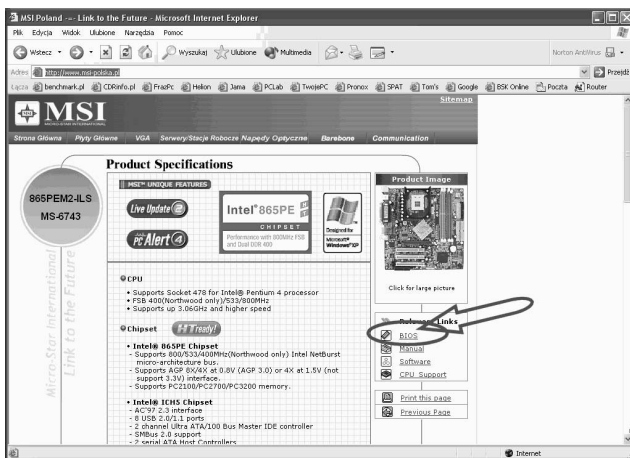 MSI Poland -=- Link to the Future - Microsoft Internet Explorer
Plik Edycja Widok Ulubione Narzędzia Pomoc
Wstecz Wyszukaj Ulubione Multimedia Norton AntiVirus
Adres http://www.msi-polska.pl Przejdź
Łącza benchmark.pl CDRinfo.pl FrazPc Helion Jama PCLab TwojePC Pronox SPAT Tom's Google BSK Online Poczta Router
Sitemap
MSI
Strona Główna Płyty Główne VGA Serwery/Stacje Robocze Napędy Optyczne Barebone Communication
Product Specifications
865PEM2-ILS
MS-6743
Micro-Star International
Link to the Future
MSI™ UNIQUE FEATURES
Live Update 2
PC Alert 4
Intel® 865PE
CHIPSET
Performance with 800MHz FSB
and Dual DDR 400
Designed for
Microsoft®
Windows® XP
CPU
• Supports Socket 478 for Intel® Pentium 4 processor
• FSB 400(Northwood only)/533/800MHz
• Supports up 3.06GHz and higher speed
Chipset HT ready!
• Intel® 865PE Chipset
- Supports 800/533/400MHz(Northwood only) Intel NetBurst
micro-architecture bus.
- Supports AGP 8X/4X at 0.8V (AGP 3.0) or 4X at 1.5V (not
support 3.3V) interface.
- Supports PC2100/PC2700/PC3200 memory.
• Intel® ICH5 Chipset
- AC'97 2.3 interface
- 8 USB 2.0/1.1 ports
- 2 channel Ultra ATA/100 Bus Master IDE controller
- SMBus 2.0 support
- 2 serial ATA Host Controllers
Product Image
Click for large picture
Links
BIOS
Manual
Software
CPU Support
Print this page
Previous Page
Internet